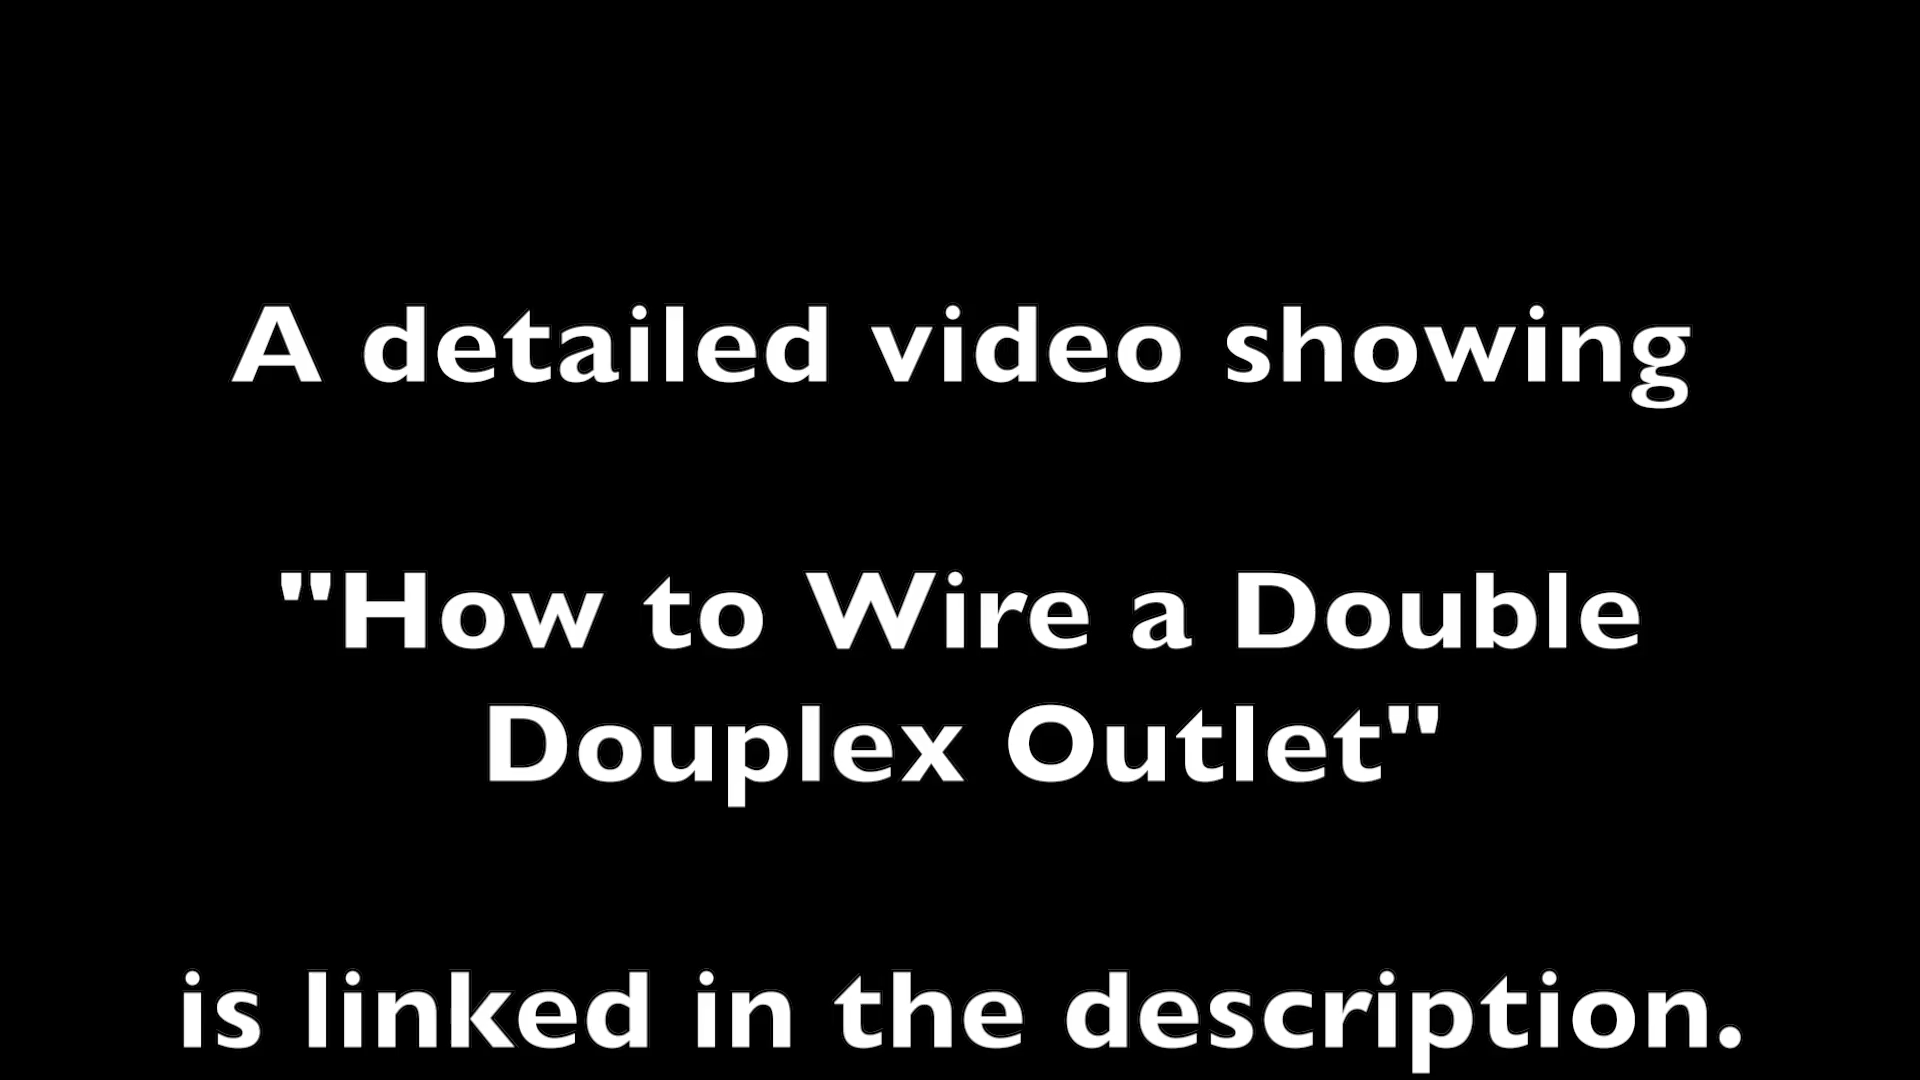 A detailed video showing
"How to Wire a Double
Douplex Outlet"
is linked in the description.